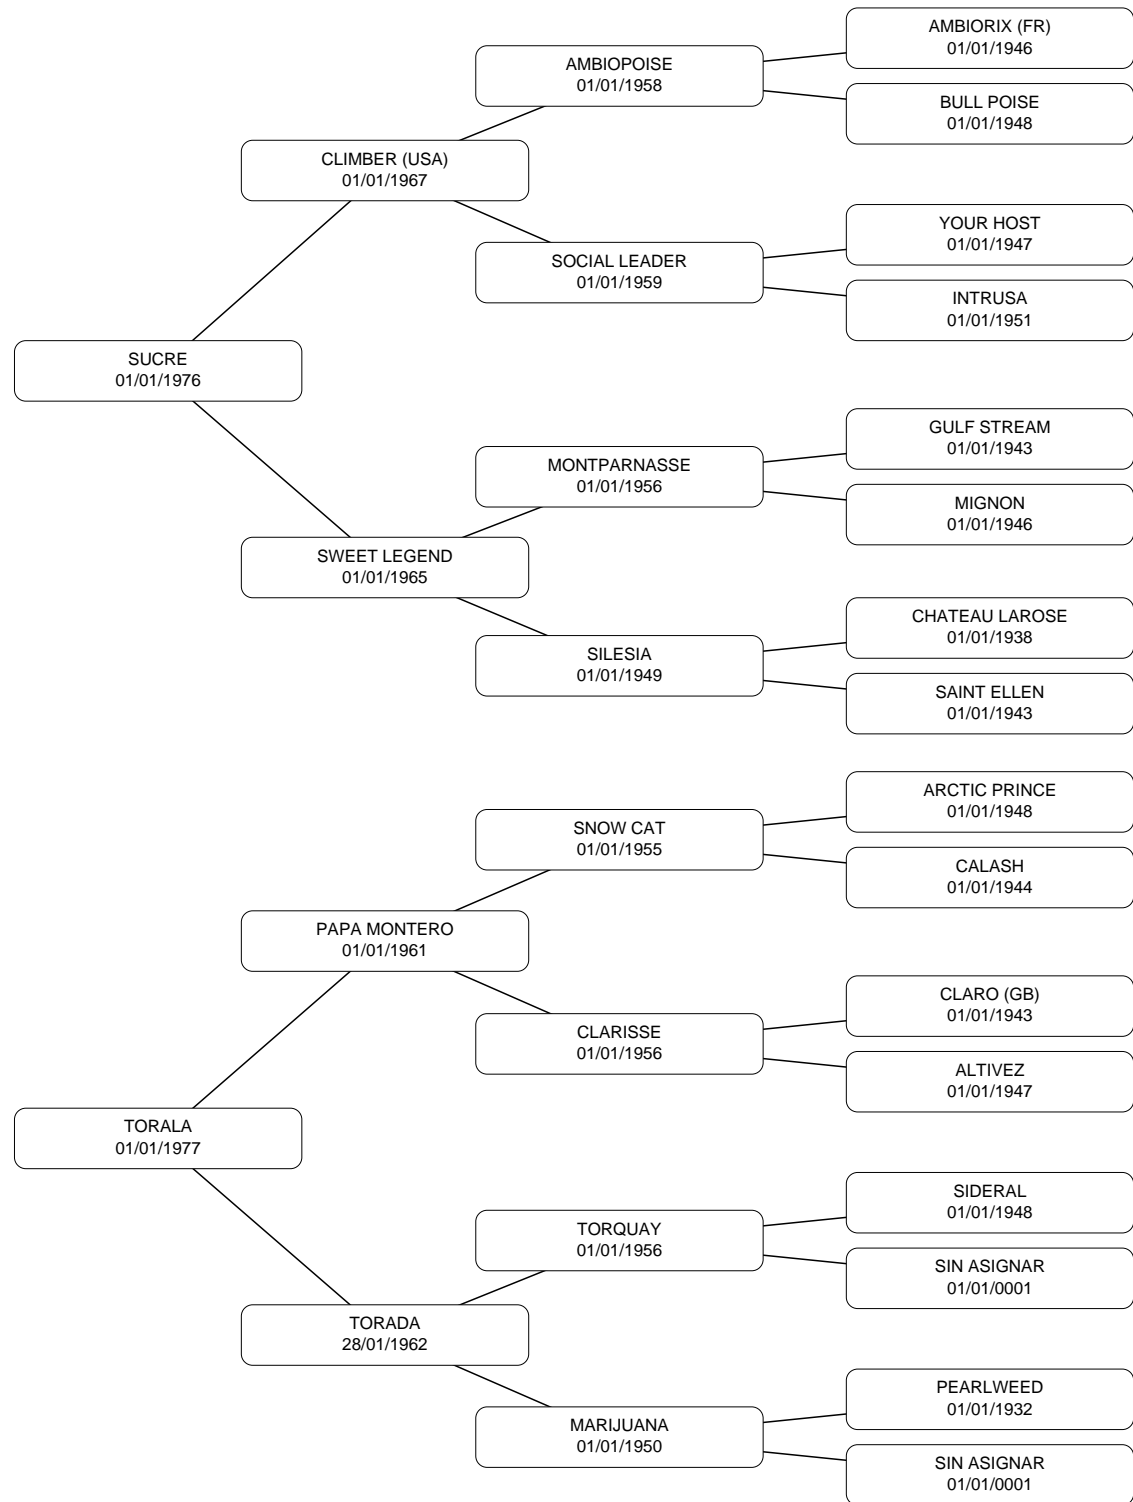 AMBIORIX (FR)
01/01/1946
AMBIOPOISE
01/01/1958
BULL POISE
01/01/1948
CLIMBER (USA)
01/01/1967
YOUR HOST
01/01/1947
SOCIAL LEADER
01/01/1959
INTRUSA
01/01/1951
SUCRE
01/01/1976
GULF STREAM
01/01/1943
MONTPARNASSE
01/01/1956
MIGNON
01/01/1946
SWEET LEGEND
01/01/1965
CHATEAU LAROSE
01/01/1938
SILESIA
01/01/1949
SAINT ELLEN
01/01/1943
ARCTIC PRINCE
01/01/1948
SNOW CAT
01/01/1955
CALASH
01/01/1944
PAPA MONTERO
01/01/1961
CLARO (GB)
01/01/1943
CLARISSE
01/01/1956
ALTIVEZ
01/01/1947
TORALA
01/01/1977
SIDERAL
01/01/1948
TORQUAY
01/01/1956
SIN ASIGNAR
01/01/0001
TORADA
28/01/1962
PEARLWEED
01/01/1932
MARIJUANA
01/01/1950
SIN ASIGNAR
01/01/0001